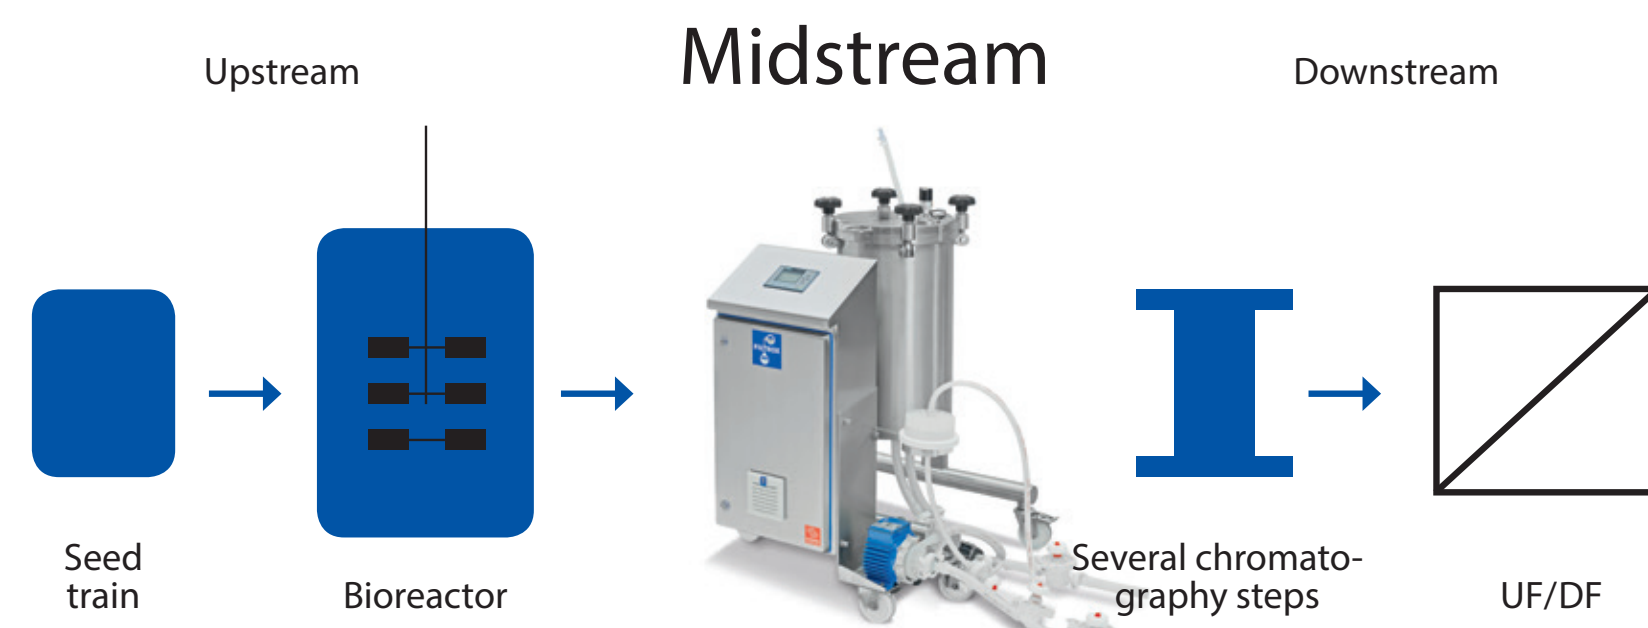 Upstream
Midstream
Downstream
Seed
train
Bioreactor
Several chromato-
graphy steps
UF/DF